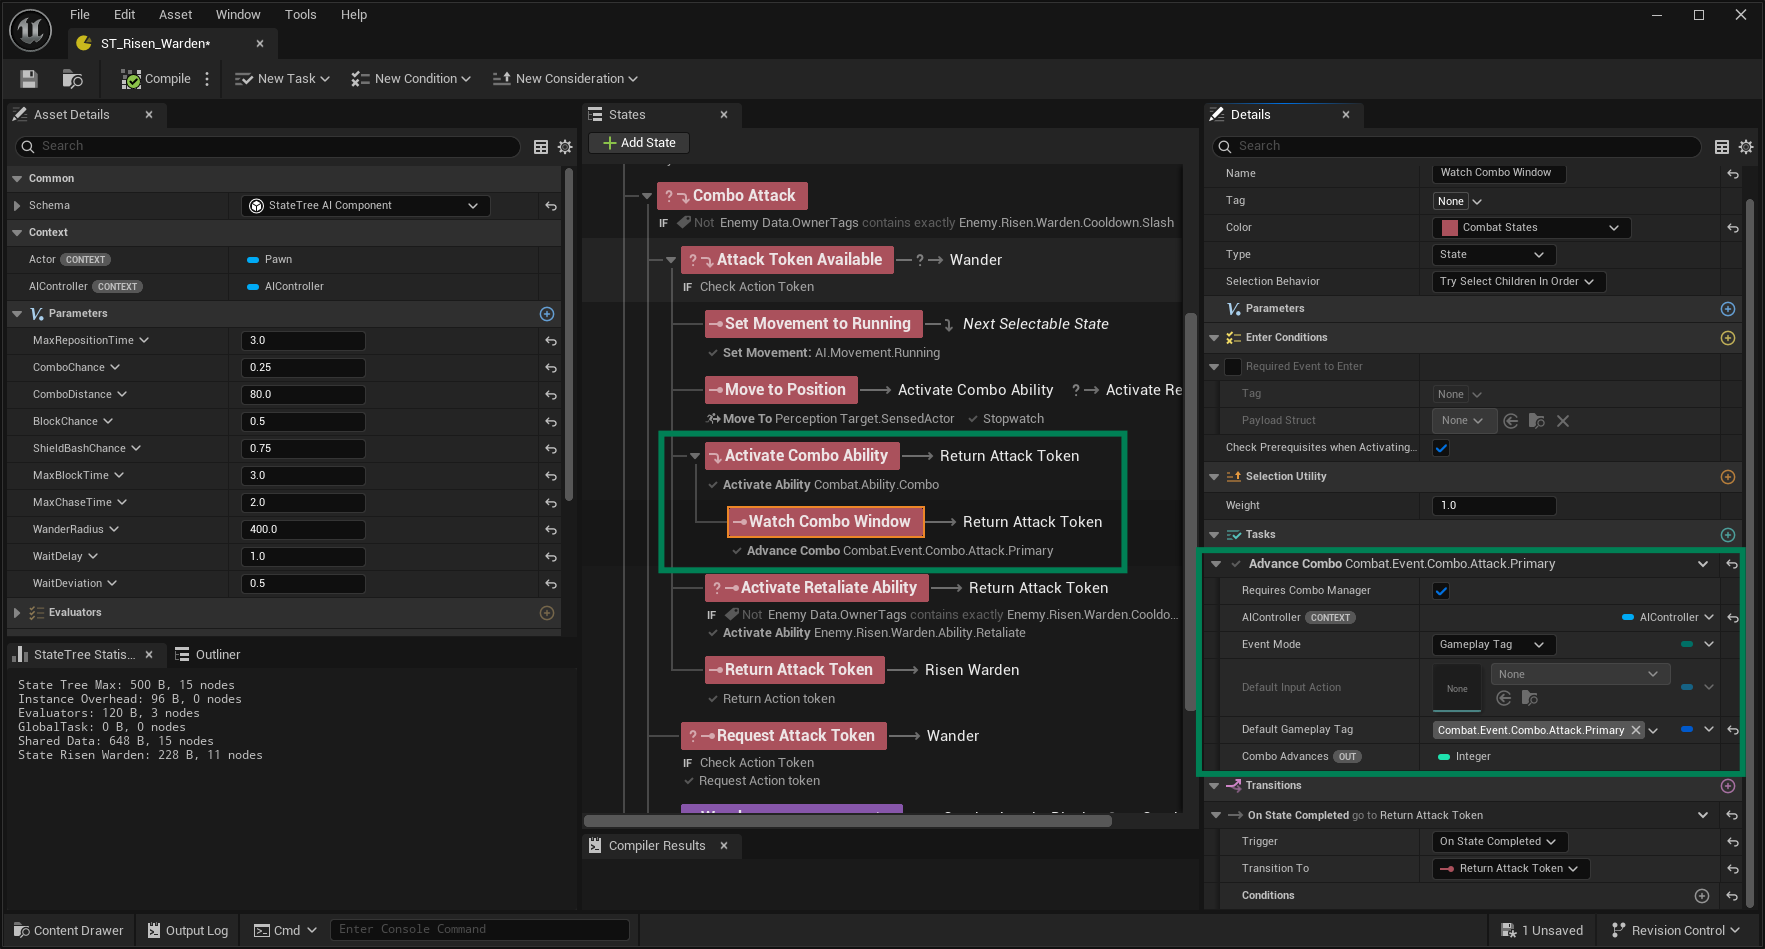 File Edit Asset Window Tools Help
ST_Risen_Warden*
Compile New Task New Condition New Consideration
Asset Details
Search
Common
Schema StateTree AI Component
Context
Actor CONTEXT Pawn
AIController CONTEXT AIController
Parameters
MaxRepositionTime 3.0
ComboChance 0.25
ComboDistance 80.0
BlockChance 0.5
ShieldBashChance 0.75
MaxBlockTime 3.0
MaxChaseTime 2.0
WanderRadius 400.0
WaitDelay 1.0
WaitDeviation 0.5
Evaluators
StateTree Statis... Outliner
State Tree Max: 500 B, 15 nodes
Instance Overhead: 96 B, 0 nodes
Evaluators: 120 B, 3 nodes
GlobalTask: 0 B, 0 nodes
Shared Data: 648 B, 15 nodes
State Risen Warden: 228 B, 11 nodes
States
Add State
Combo Attack
IF Not Enemy Data.OwnerTags contains exactly Enemy.Risen.Warden.Cooldown.Slash
Attack Token Available ? Wander
IF Check Action Token
Set Movement to Running Next Selectable State
Set Movement: AI.Movement.Running
Move to Position Activate Combo Ability ? Activate Re
Move To Perception Target.SensedActor Stopwatch
Activate Combo Ability Return Attack Token
Activate Ability Combat.Ability.Combo
Watch Combo Window Return Attack Token
Advance Combo Combat.Event.Combo.Attack.Primary
? Activate Retaliate Ability Return Attack Token
IF Not Enemy Data.OwnerTags contains exactly Enemy.Risen.Warden.Cooldo...
Activate Ability Enemy.Risen.Warden.Ability.Retaliate
Return Attack Token Risen Warden
Return Action token
? Request Attack Token Wander
IF Check Action Token
Request Action token
Compiler Results
Details
Search
Name Watch Combo Window
Tag None
Color Combat States
Type State
Selection Behavior Try Select Children In Order
Parameters
Enter Conditions
Required Event to Enter
Tag None
Payload Struct None
Check Prerequisites when Activating...
Selection Utility
Weight 1.0
Tasks
Advance Combo Combat.Event.Combo.Attack.Primary
Requires Combo Manager
AIController CONTEXT AIController
Event Mode Gameplay Tag
Default Input Action None None
Default Gameplay Tag Combat.Event.Combo.Attack.Primary
Combo Advances OUT Integer
Transitions
On State Completed go to Return Attack Token
Trigger On State Completed
Transition To Return Attack Token
Conditions
Content Drawer Output Log Cmd Enter Console Command 1 Unsaved Revision Control